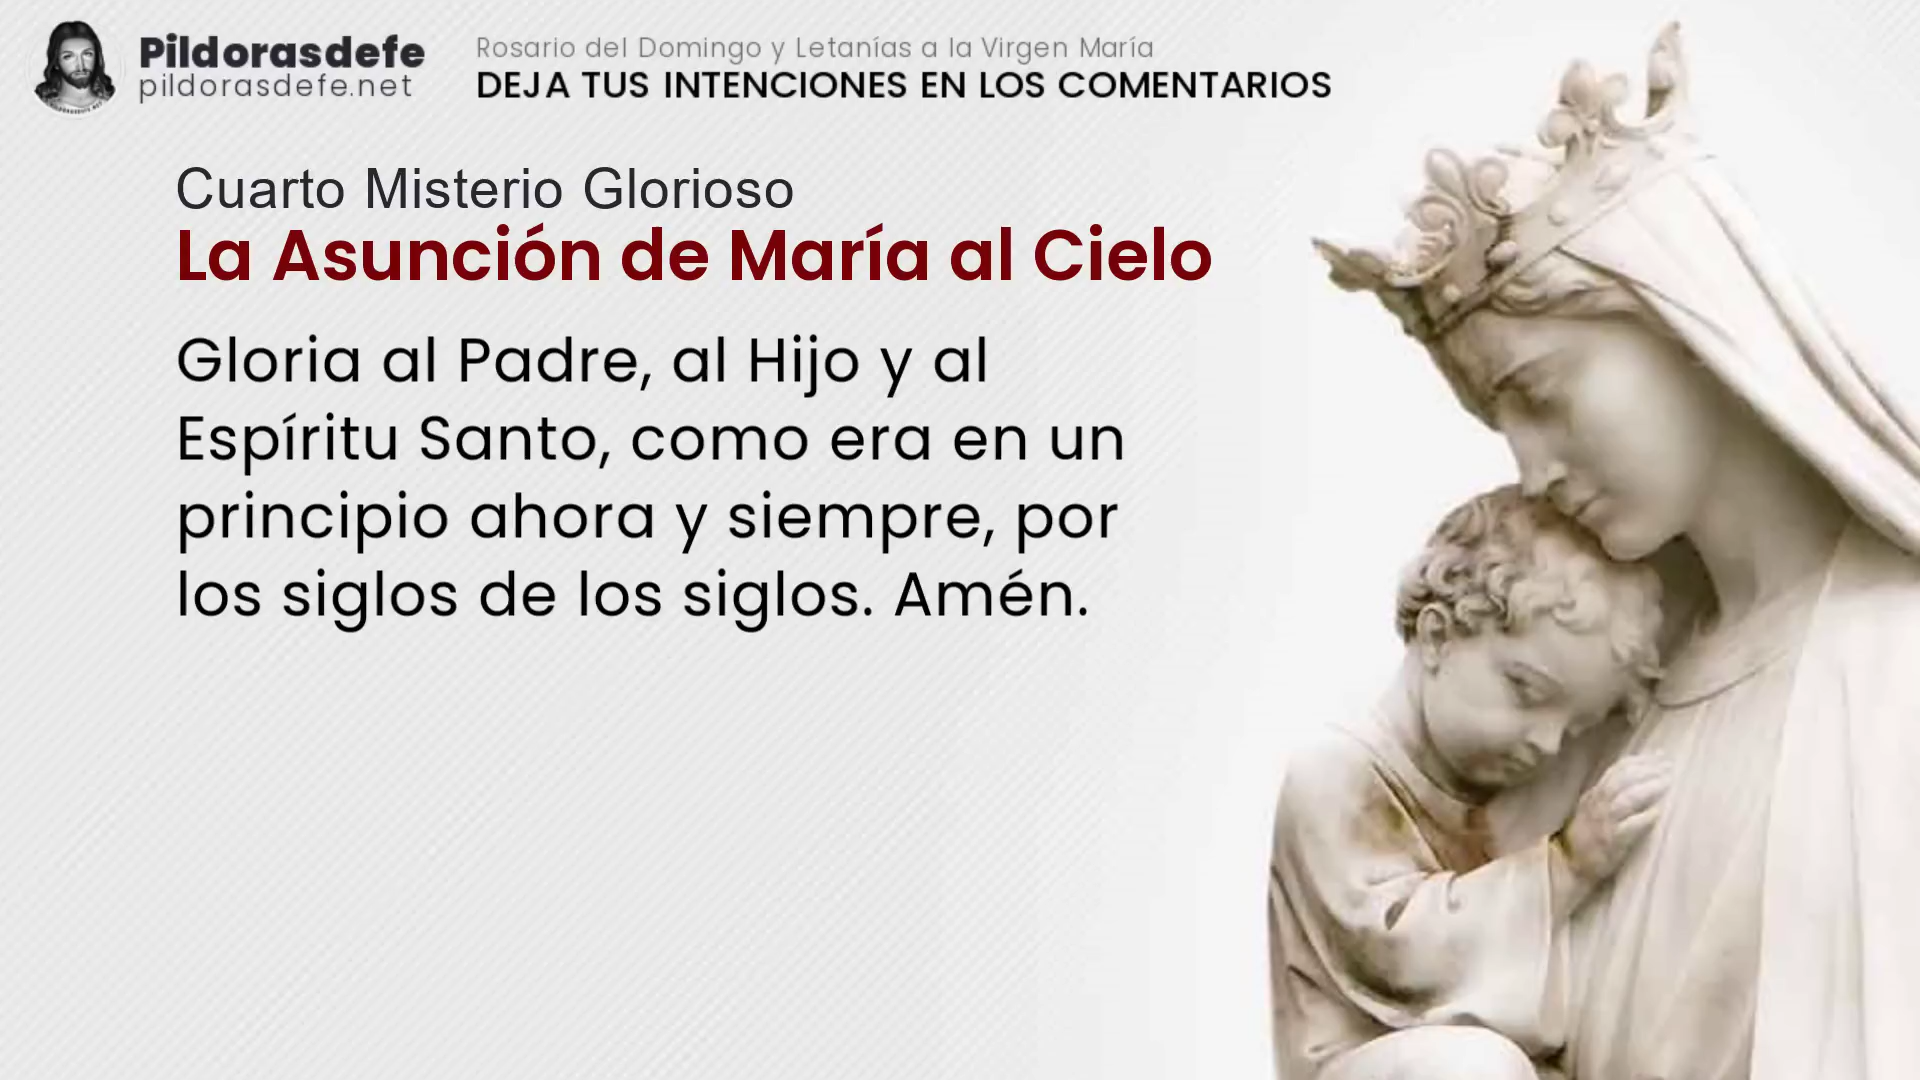 Pildorasdefe
pildorasdefe.net
Rosario del Domingo y Letanías a la Virgen María
DEJA TUS INTENCIONES EN LOS COMENTARIOS
Cuarto Misterio Glorioso
La Asunción de María al Cielo
Gloria al Padre, al Hijo y al
Espíritu Santo, como era en un
principio ahora y siempre, por
los siglos de los siglos. Amén.